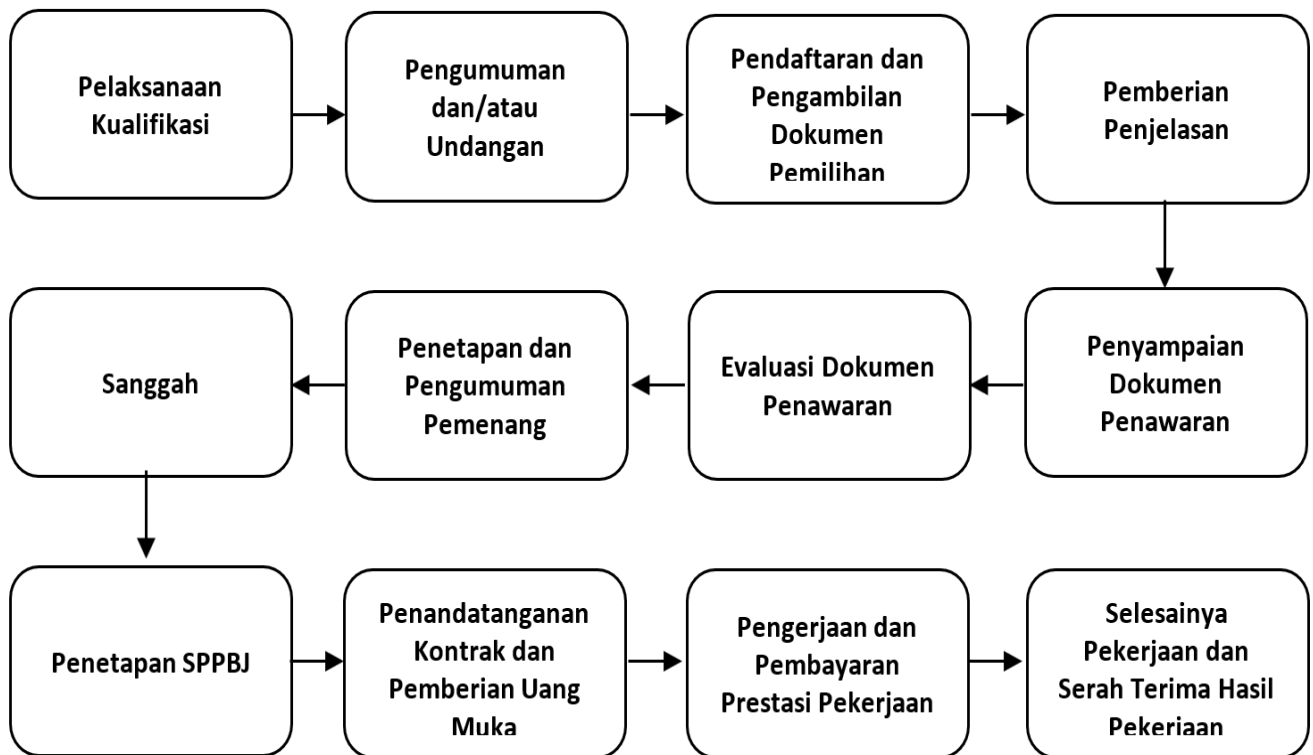 Pelaksanaan
Kualifikasi
Pengumuman
dan/atau
Undangan
Pendaftaran dan
Pengambilan
Dokumen
Pemilihan
Pemberian
Penjelasan
Penyampaian
Dokumen
Penawaran
Evaluasi Dokumen
Penawaran
Penetapan dan
Pengumuman
Pemenang
Sanggah
Penetapan SPPBJ
Penandatanganan
Kontrak dan
Pemberian Uang
Muka
Pengerjaan dan
Pembayaran
Prestasi Pekerjaan
Selesainya
Pekerjaan dan
Serah Terima Hasil
Pekerjaan